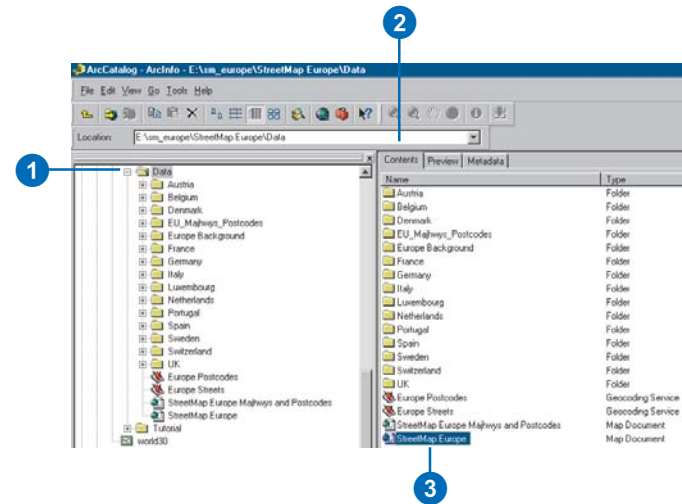 2
ArcCatalog - ArcInfo - E:\sm_europe\StreetMap Europe\Data
File Edit View Go Tools Help
Location: E:\sm_europe\StreetMap Europe\Data
1
Data
Austria
Belgium
Denmark
EU_Majhwys_Postcodes
Europe Background
France
Germany
Italy
Luxembourg
Netherlands
Portugal
Spain
Sweden
Switzerland
UK
Europe Postcodes
Europe Streets
StreetMap Europe Majhwys and Postcodes
StreetMap Europe
Tutorial
world30
Contents Preview Metadata
Name Type
Austria Folder
Belgium Folder
Denmark Folder
EU_Majhwys_Postcodes Folder
Europe Background Folder
France Folder
Germany Folder
Italy Folder
Luxembourg Folder
Netherlands Folder
Portugal Folder
Spain Folder
Sweden Folder
Switzerland Folder
UK Folder
Europe Postcodes Geocoding Service
Europe Streets Geocoding Service
StreetMap Europe Majhwys and Postcodes Map Document
StreetMap Europe Map Document
3